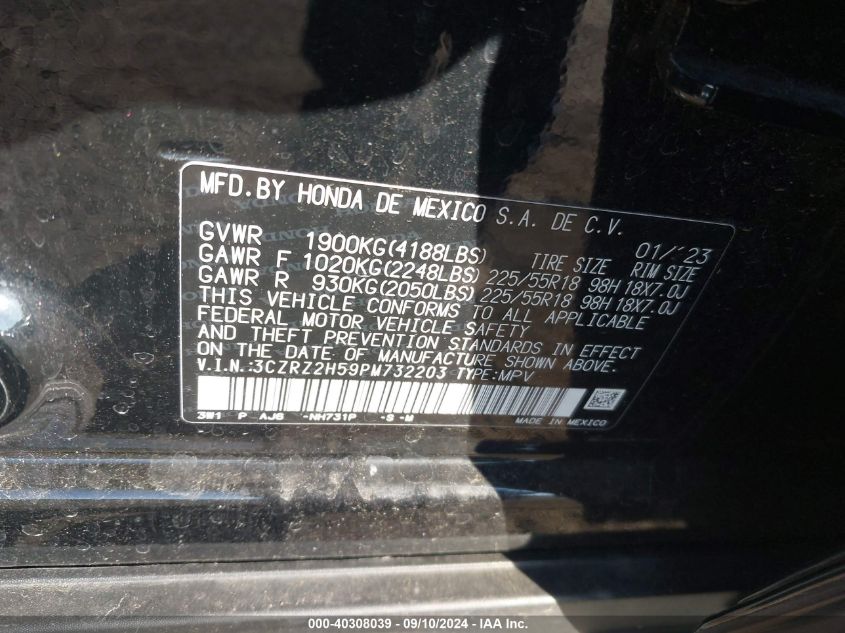 MFD.BY HONDA DE MEXICO S.A. DE C.V.
01/'23
GVWR 1900KG(4188LBS) TIRE SIZE RIM SIZE
GAWR F 1020KG(2248LBS) 225/55R18 98H 18X7.0J
GAWR R 930KG(2050LBS) 225/55R18 98H 18X7.0J
THIS VEHICLE CONFORMS TO ALL APPLICABLE
FEDERAL MOTOR VEHICLE SAFETY
AND THEFT PREVENTION STANDARDS IN EFFECT
ON THE DATE OF MANUFACTURE SHOWN ABOVE.
V.I.N.:3CZRZ2H59PM732203 TYPE:MPV
3W1 P AJ6 -NH731P -S -M MADE IN MEXICO
000-40308039 - 09/10/2024 - IAA Inc.